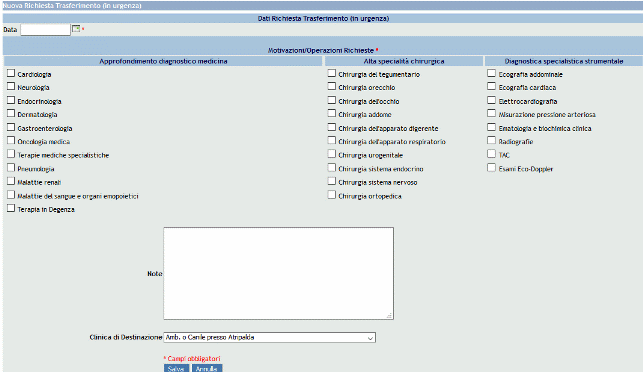 Nuova Richiesta Trasferimento (in urgenza)
Dati Richiesta Trasferimento (in urgenza)
Data *
Motivazioni/Operazioni Richieste *
Approfondimento diagnostico medicina Alta specialità chirurgica Diagnostica specialistica strumentale
Cardiologia Chirurgia del tegumentario Ecografia addominale
Neurologia Chirurgia orecchio Ecografia cardiaca
Endocrinologia Chirurgia dell'occhio Elettrocardiografia
Dermatologia Chirurgia addome Misurazione pressione arteriosa
Gastroenterologia Chirurgia dell'apparato digerente Ematologia e biochimica clinica
Oncologia medica Chirurgia dell'apparato respiratorio Radiografie
Terapie mediche specialistiche Chirurgia urogenitale TAC
Pneumologia Chirurgia sistema endocrino Esami Eco-Doppler
Malattie renali Chirurgia sistema nervoso
Malattie del sangue e organi emopoietici Chirurgia ortopedica
Terapia in Degenza
Note
Clinica di Destinazione Amb. o Canile presso Atripalda
* Campi obbligatori
Salva Annulla